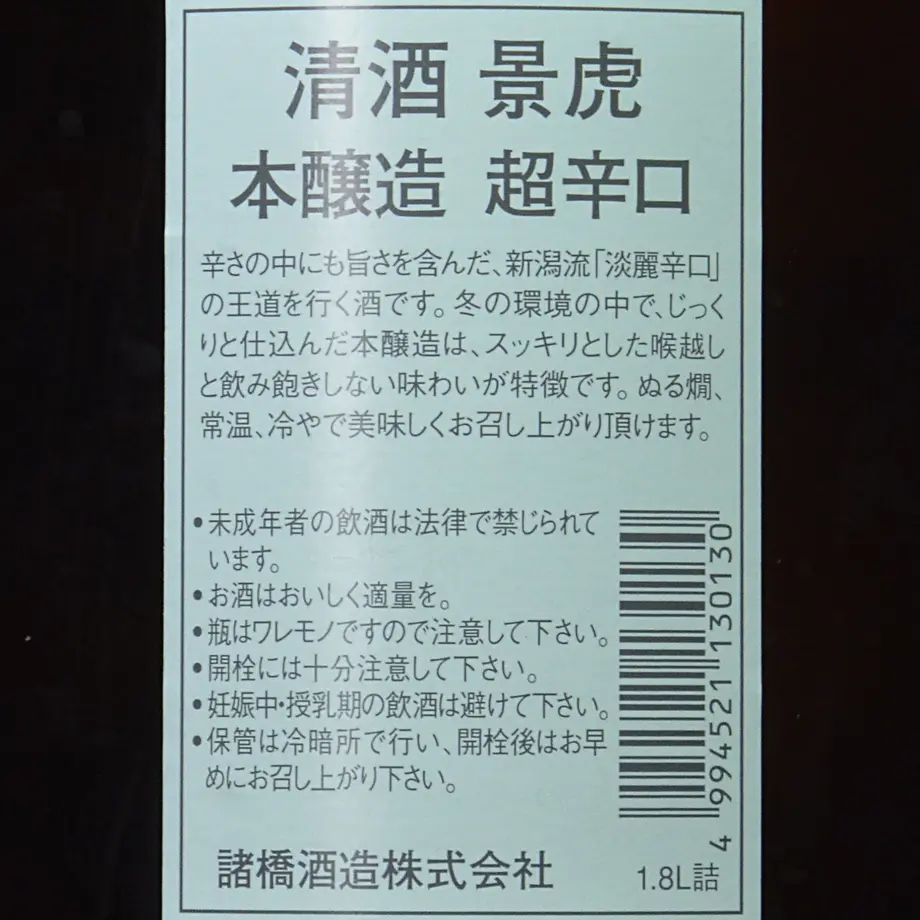 清酒 景虎
本醸造 超辛口
辛さの中にも旨さを含んだ、新潟流「淡麗辛口」
の王道を行く酒です。冬の環境の中で、じっく
りと仕込んだ本醸造は、スッキリとした喉越し
と飲み飽きしない味わいが特徴です。ぬる燗、
常温、冷やで美味しくお召し上がり頂けます。
•未成年者の飲酒は法律で禁じられて
います。
•お酒はおいしく適量を。
•瓶はワレモノですので注意して下さい。
•開栓には十分注意して下さい。
•妊娠中・授乳期の飲酒は避けて下さい。
•保管は冷暗所で行い、開栓後はお早
めにお召し上がり下さい。
4 994521 130130
諸橋酒造株式会社
1.8L詰